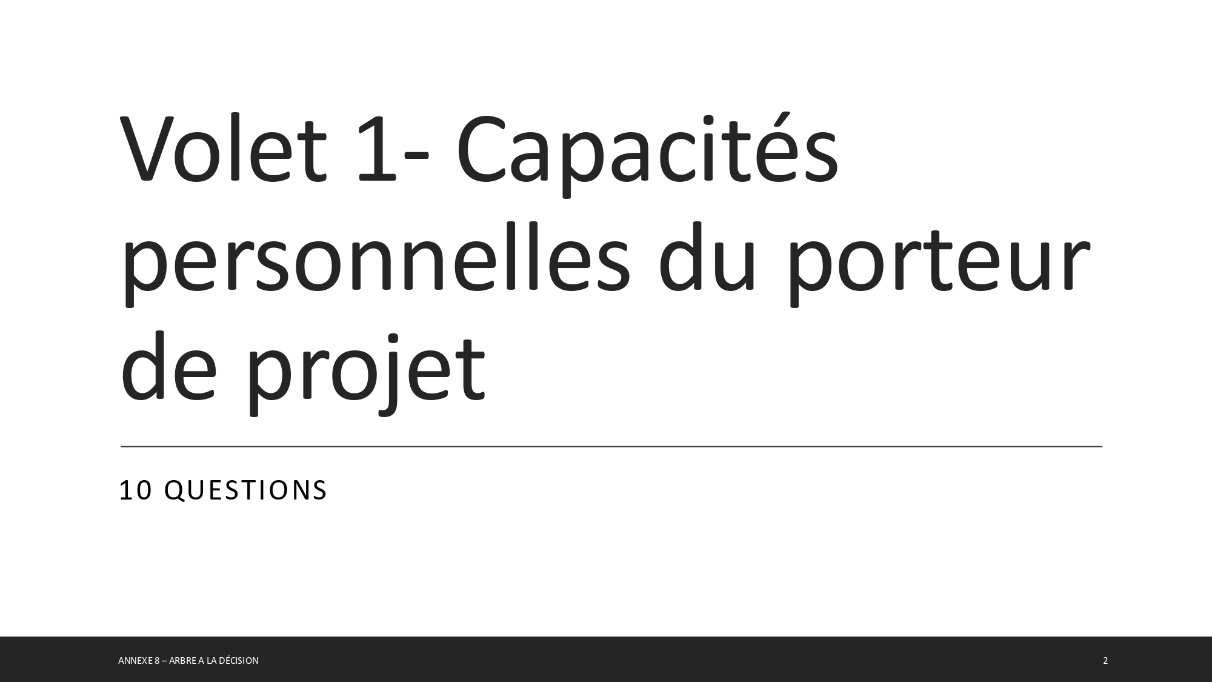 Volet 1- Capacités
personnelles du porteur
de projet
10 QUESTIONS
ANNEXE 8 – ARBRE A LA DÉCISION
2